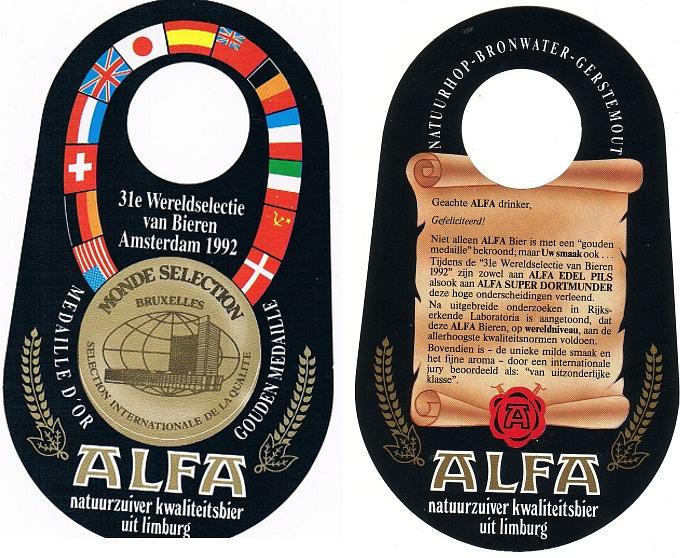 31e Wereldselectie
van Bieren
Amsterdam 1992
MONDE SELECTION
BRUXELLES
SELECTION INTERNATIONALE DE LA QUALITE
MEDAILLE D'OR
GOUDEN MEDAILLE
ALFA
natuurzuiver kwaliteitsbier
uit limburg
NATUURHOP-BRONWATER-GERSTEMOUT
Geachte ALFA drinker,
Gefeliciteerd!
Niet alleen ALFA Bier is met een "gouden
medaille" bekroond; maar Uw smaak ook . . .
Tijdens de "31e Wereldselectie van Bieren
1992" zijn zowel aan ALFA EDEL PILS
alsook aan ALFA SUPER DORTMUNDER
deze hoge onderscheidingen verleend.
Na uitgebreide onderzoeken in Rijks-
erkende Laboratoria is aangetoond, dat
deze ALFA Bieren, op wereldniveau, aan de
allerhoogste kwaliteitsnormen voldoen.
Bovendien is - de unieke milde smaak en
het fijne aroma - door een internationale
jury beoordeeld als: "van uitzonderlijke
klasse".
A
ALFA
natuurzuiver kwaliteitsbier
uit limburg